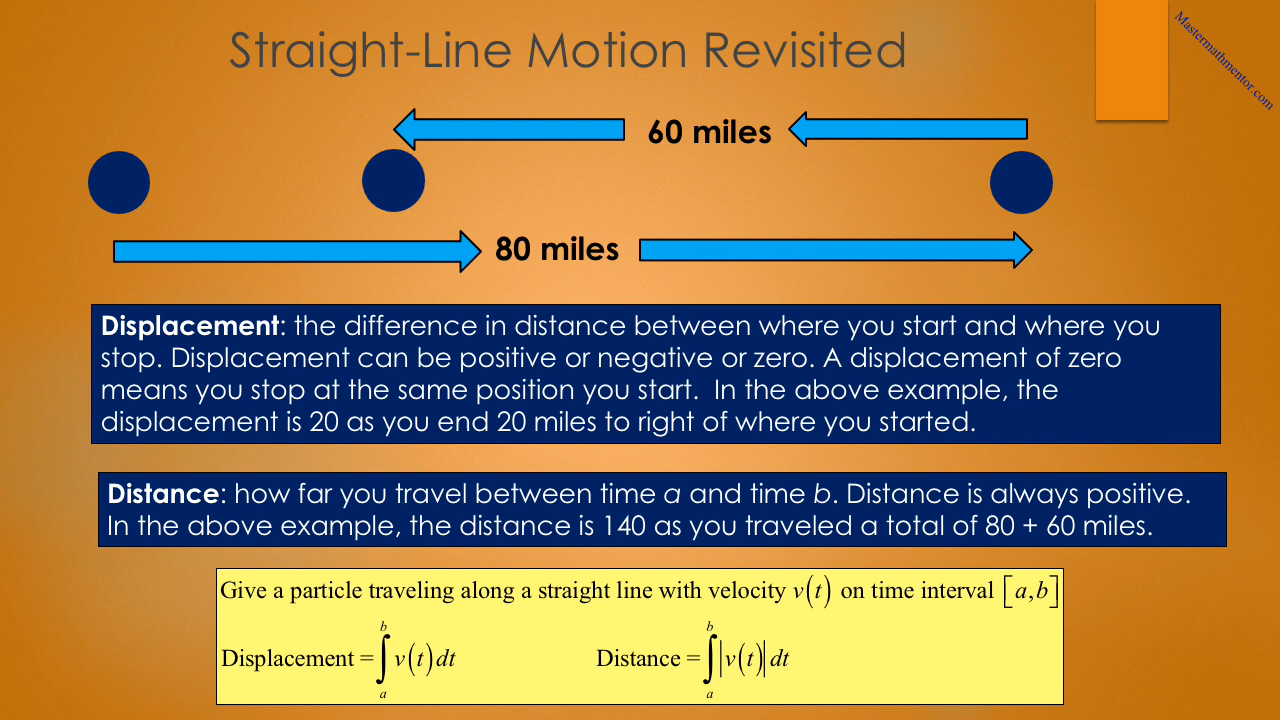 Straight-Line Motion Revisited
Mastermathmentor.com
60 miles
80 miles
Displacement: the difference in distance between where you start and where you
stop. Displacement can be positive or negative or zero. A displacement of zero
means you stop at the same position you start.  In the above example, the
displacement is 20 as you end 20 miles to right of where you started.
Distance: how far you travel between time a and time b. Distance is always positive.
In the above example, the distance is 140 as you traveled a total of 80 + 60 miles.
Give a particle traveling along a straight line with velocity v(t) on time interval [a,b]
Displacement = ∫_a^b v(t) dt
Distance = ∫_a^b |v(t)| dt